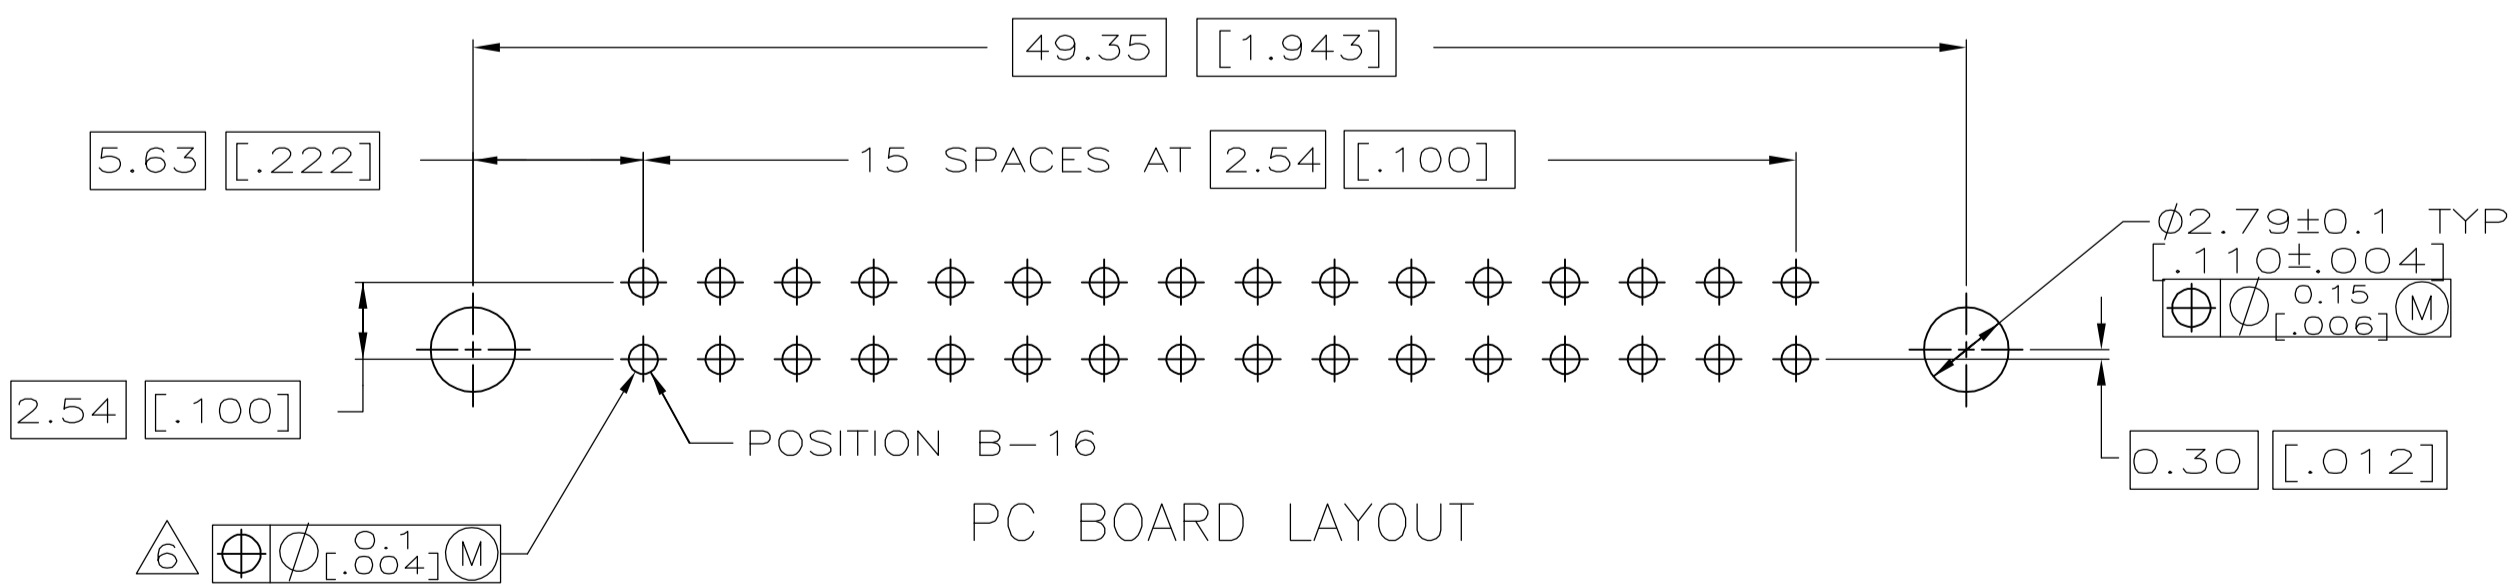 49.35 [1.943]
5.63 [.222]
15 SPACES AT 2.54 [.100]
⌀2.79±0.1 TYP
[.110±.004]
⌖ ⌀ 0.15 [.006] Ⓜ
2.54 [.100]
POSITION B-16
0.30 [.012]
PC BOARD LAYOUT
6 ⌖ ⌀ 0.1 [.004] Ⓜ